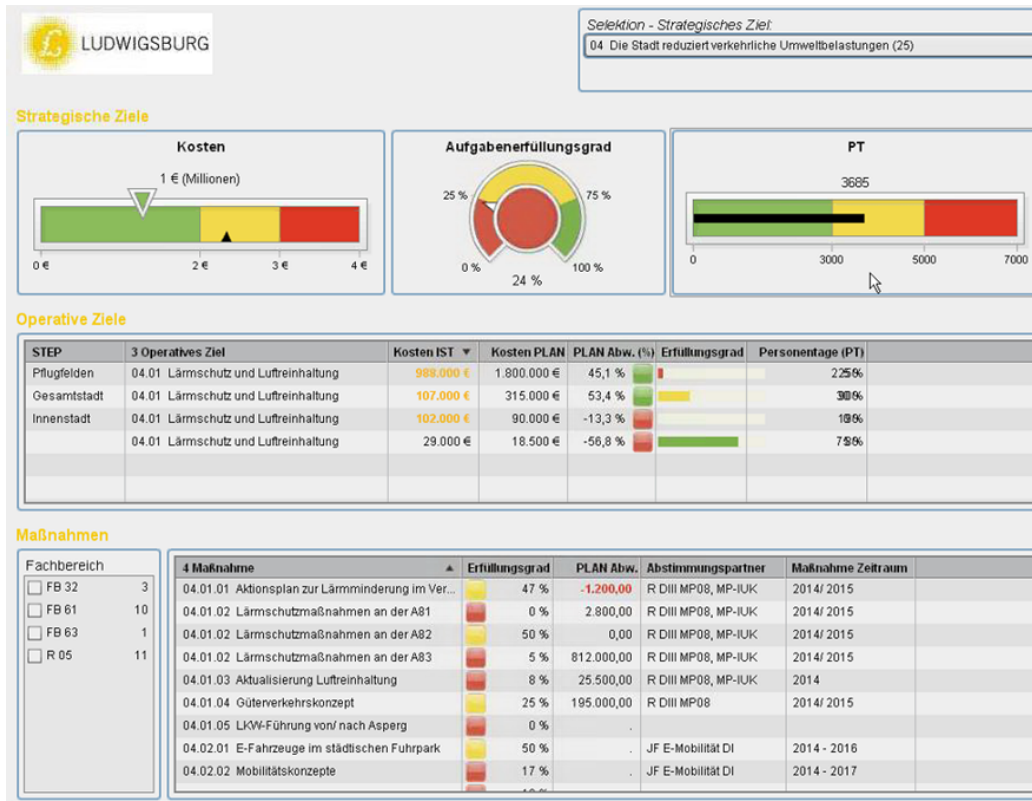 LUDWIGSBURG
Selektion - Strategisches Ziel:
04 Die Stadt reduziert verkehrliche Umweltbelastungen (25)
Strategische Ziele
Kosten
1 € (Millionen)
0 € 2 € 3 € 4 €
Aufgabenerfüllungsgrad
25 % 75 %
0 % 100 %
24 %
PT
3685
0 3000 5000 7000
Operative Ziele
STEP 3 Operatives Ziel Kosten IST Kosten PLAN PLAN Abw. (%) Erfüllungsgrad Personentage (PT)
Pflugfelden 04.01 Lärmschutz und Luftreinhaltung 988.000 € 1.800.000 € 45,1 %
Gesamtstadt 04.01 Lärmschutz und Luftreinhaltung 107.000 € 315.000 € 53,4 %
Innenstadt 04.01 Lärmschutz und Luftreinhaltung 102.000 € 90.000 € -13,3 %
04.01 Lärmschutz und Luftreinhaltung 29.000 € 18.500 € -56,8 %
Maßnahmen
Fachbereich
FB 32 3
FB 61 10
FB 63 1
R 05 11
4 Maßnahme Erfüllungsgrad PLAN Abw. Abstimmungspartner Maßnahme Zeitraum
04.01.01 Aktionsplan zur Lärmminderung im Ver... 47 % -1.200,00 R DIII MP08, MP-IUK 2014/ 2015
04.01.02 Lärmschutzmaßnahmen an der A81 0 % 2.800,00 R DIII MP08, MP-IUK 2014/ 2015
04.01.02 Lärmschutzmaßnahmen an der A82 50 % 0,00 R DIII MP08, MP-IUK 2014/ 2015
04.01.02 Lärmschutzmaßnahmen an der A83 5 % 812.000,00 R DIII MP08, MP-IUK 2014/ 2015
04.01.03 Aktualisierung Luftreinhaltung 8 % 25.500,00 R DIII MP08, MP-IUK 2014
04.01.04 Güterverkehrskonzept 25 % 195.000,00 R DIII MP08 2014/ 2015
04.01.05 LKW-Führung von/ nach Asperg 0 % .
04.02.01 E-Fahrzeuge im städtischen Fuhrpark 50 % . JF E-Mobilität DI 2014 - 2016
04.02.02 Mobilitätskonzepte 17 % . JF E-Mobilität DI 2014 - 2017